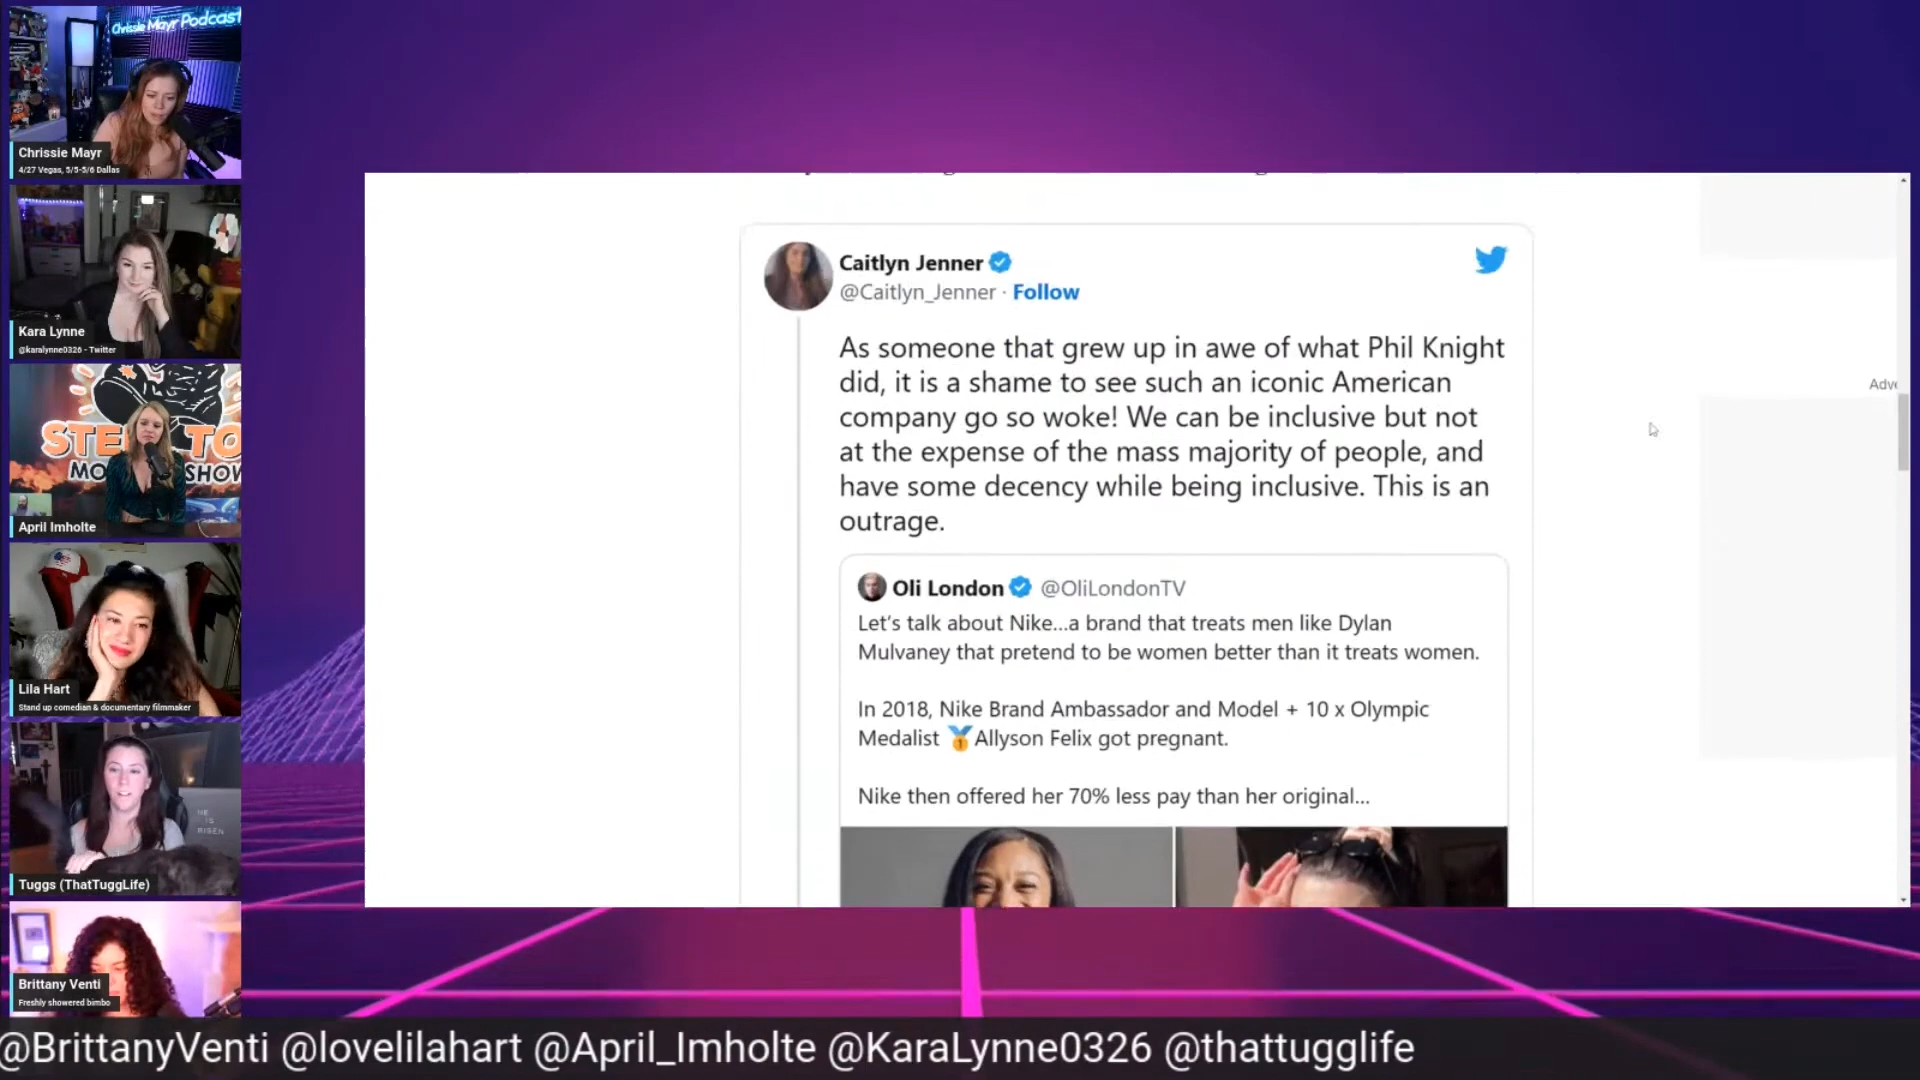 Chrissie Mayr Podcast
Chrissie Mayr
4/27 Vegas, 5/5-5/6 Dallas
Kara Lynne
@karalynne0326 - Twitter
STE TO
MO SHOW
April Imholte
Lila Hart
Stand up comedian & documentary filmmaker
HE
IS
RISEN
Tuggs (ThatTuggLife)
Brittany Venti
Freshly showered bimbo
Caitlyn Jenner
@Caitlyn_Jenner · Follow
As someone that grew up in awe of what Phil Knight
did, it is a shame to see such an iconic American
company go so woke! We can be inclusive but not
at the expense of the mass majority of people, and
have some decency while being inclusive. This is an
outrage.
Oli London @OliLondonTV
Let's talk about Nike...a brand that treats men like Dylan
Mulvaney that pretend to be women better than it treats women.
In 2018, Nike Brand Ambassador and Model + 10 x Olympic
Medalist 🥇Allyson Felix got pregnant.
Nike then offered her 70% less pay than her original...
Adve
@BrittanyVenti @lovelilahart @April_Imholte @KaraLynne0326 @thattugglife